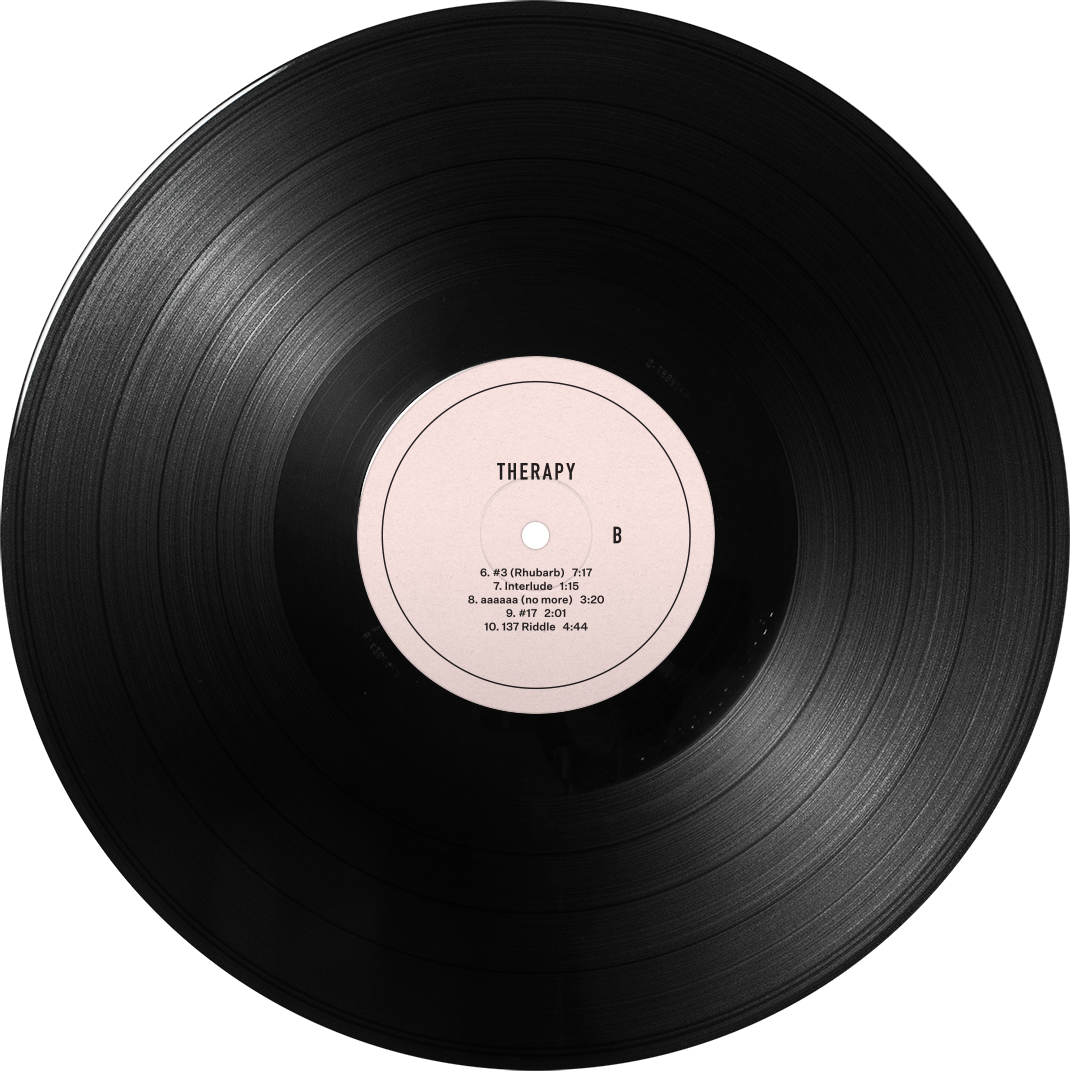 THERAPY
B
6. #3 (Rhubarb) 7:17
7. Interlude 1:15
8. aaaaaa (no more) 3:20
9. #17 2:01
10. 137 Riddle 4:44